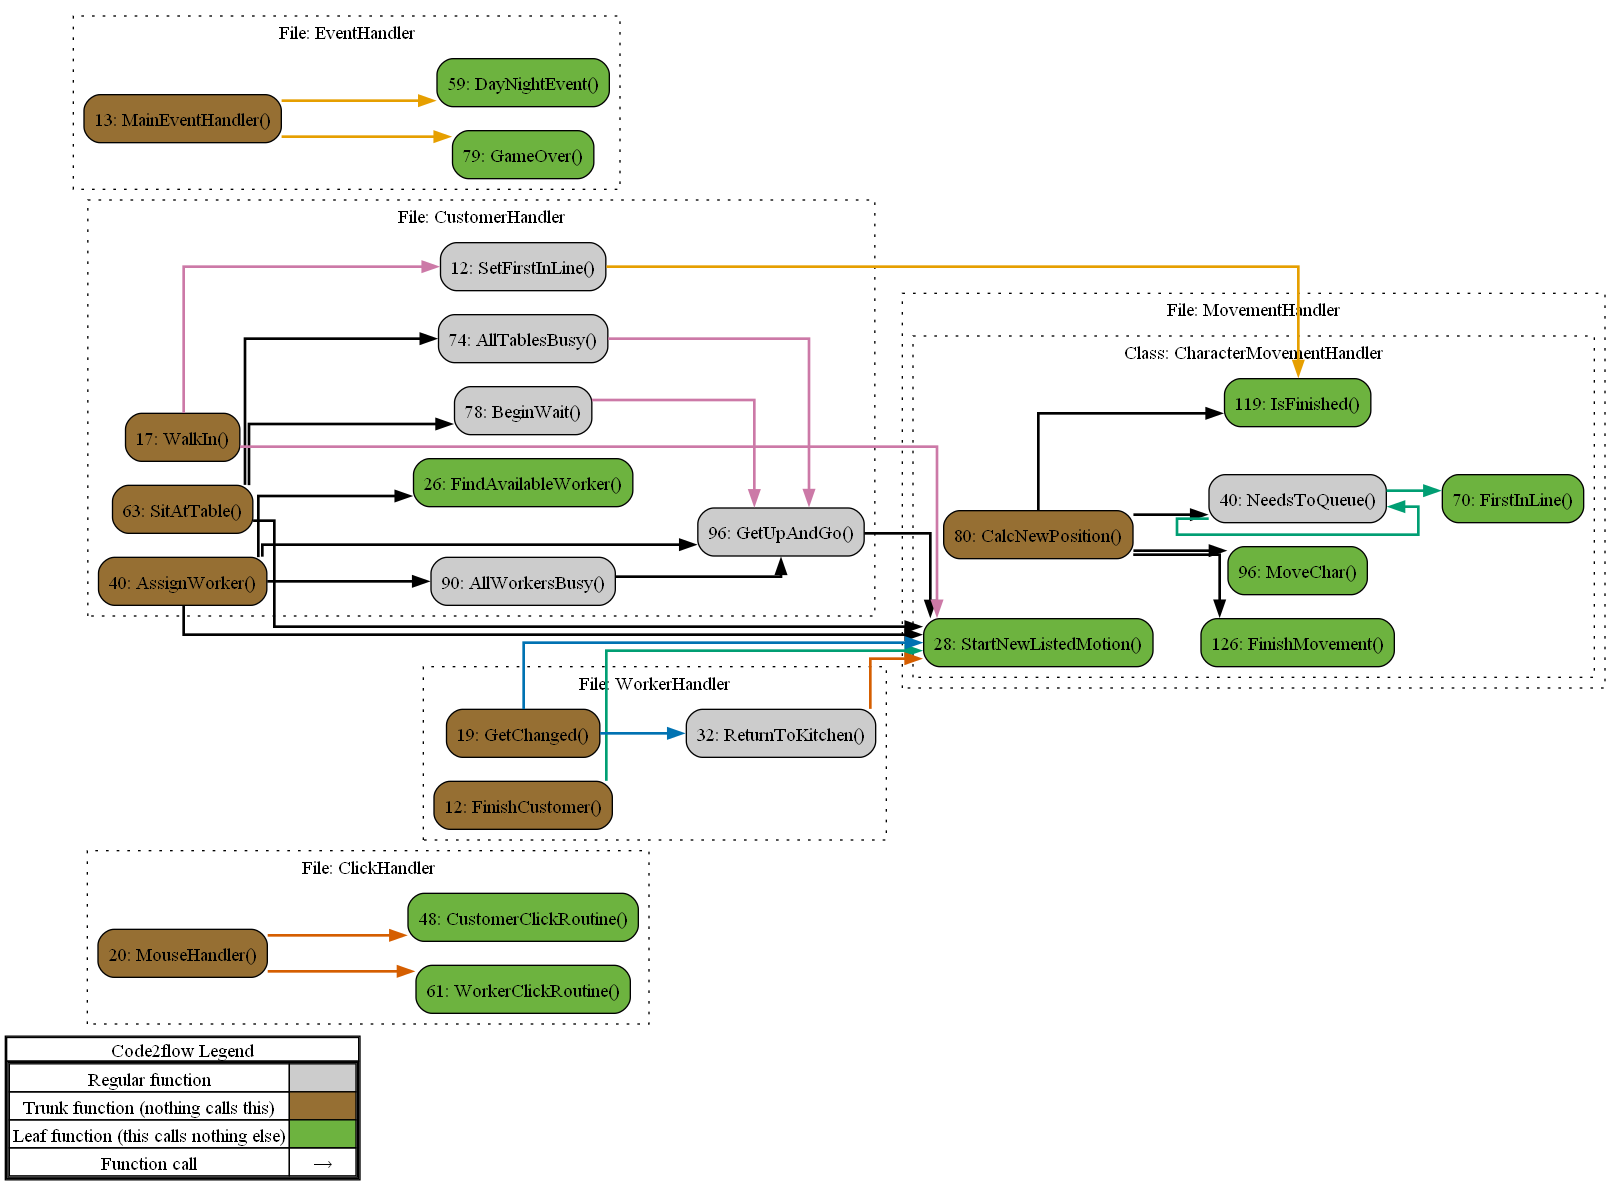 File: EventHandler
59: DayNightEvent()
13: MainEventHandler()
79: GameOver()
File: CustomerHandler
12: SetFirstInLine()
74: AllTablesBusy()
78: BeginWait()
17: WalkIn()
26: FindAvailableWorker()
63: SitAtTable()
96: GetUpAndGo()
40: AssignWorker()
90: AllWorkersBusy()
File: MovementHandler
Class: CharacterMovementHandler
119: IsFinished()
40: NeedsToQueue()
70: FirstInLine()
80: CalcNewPosition()
96: MoveChar()
28: StartNewListedMotion()
126: FinishMovement()
File: WorkerHandler
19: GetChanged()
32: ReturnToKitchen()
12: FinishCustomer()
File: ClickHandler
48: CustomerClickRoutine()
20: MouseHandler()
61: WorkerClickRoutine()
Code2flow Legend
Regular function
Trunk function (nothing calls this)
Leaf function (this calls nothing else)
Function call →